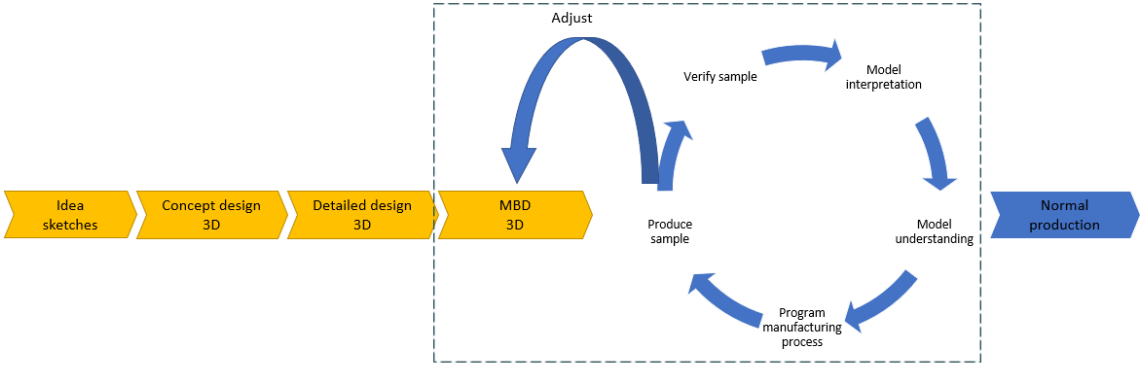 Adjust
Verify sample
Model
interpretation
Idea
sketches
Concept design
3D
Detailed design
3D
MBD
3D
Produce
sample
Model
understanding
Normal
production
Program
manufacturing
process